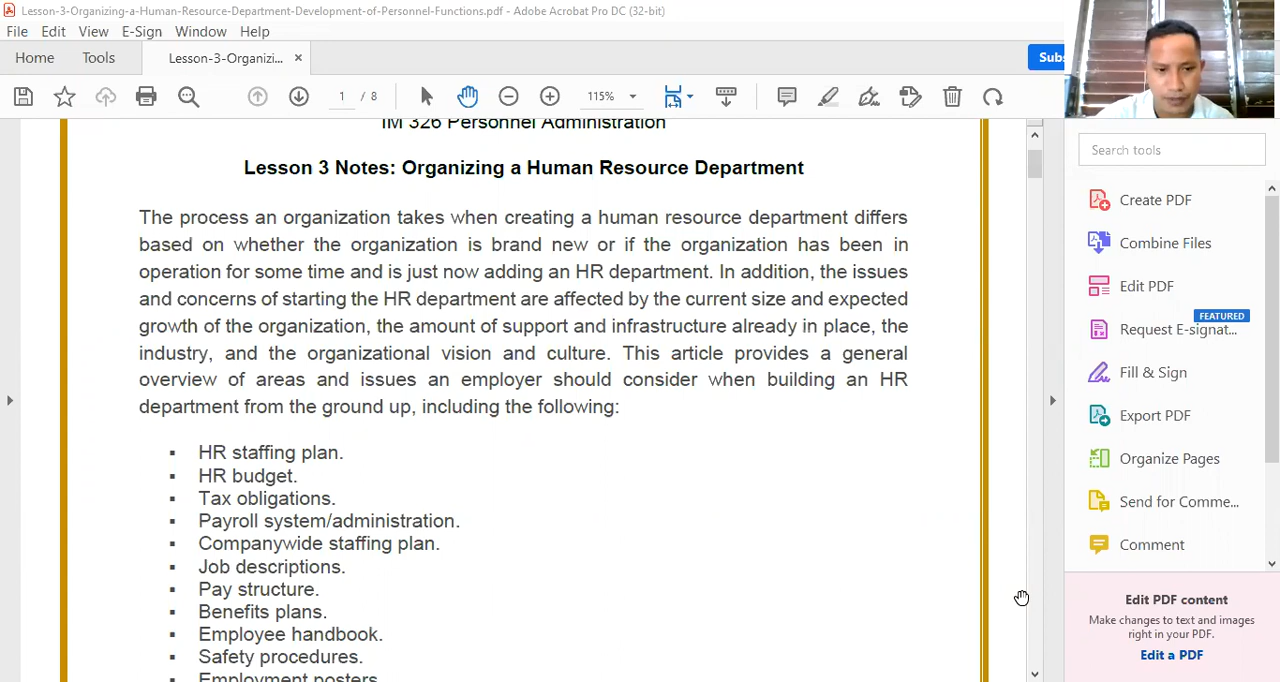 Lesson-3-Organizing-a-Human-Resource-Department-Development-of-Personnel-Functions.pdf - Adobe Acrobat Pro DC (32-bit)
File Edit View E-Sign Window Help
Home Tools Lesson-3-Organizi... × Subs
1 / 8 115%
IM 326 Personnel Administration
Lesson 3 Notes: Organizing a Human Resource Department
The process an organization takes when creating a human resource department differs
based on whether the organization is brand new or if the organization has been in
operation for some time and is just now adding an HR department. In addition, the issues
and concerns of starting the HR department are affected by the current size and expected
growth of the organization, the amount of support and infrastructure already in place, the
industry, and the organizational vision and culture. This article provides a general
overview of areas and issues an employer should consider when building an HR
department from the ground up, including the following:
▪ HR staffing plan.
▪ HR budget.
▪ Tax obligations.
▪ Payroll system/administration.
▪ Companywide staffing plan.
▪ Job descriptions.
▪ Pay structure.
▪ Benefits plans.
▪ Employee handbook.
▪ Safety procedures.
▪ Employment posters
Search tools
Create PDF
Combine Files
Edit PDF
FEATURED
Request E-signat...
Fill & Sign
Export PDF
Organize Pages
Send for Comme...
Comment
Edit PDF content
Make changes to text and images
right in your PDF.
Edit a PDF